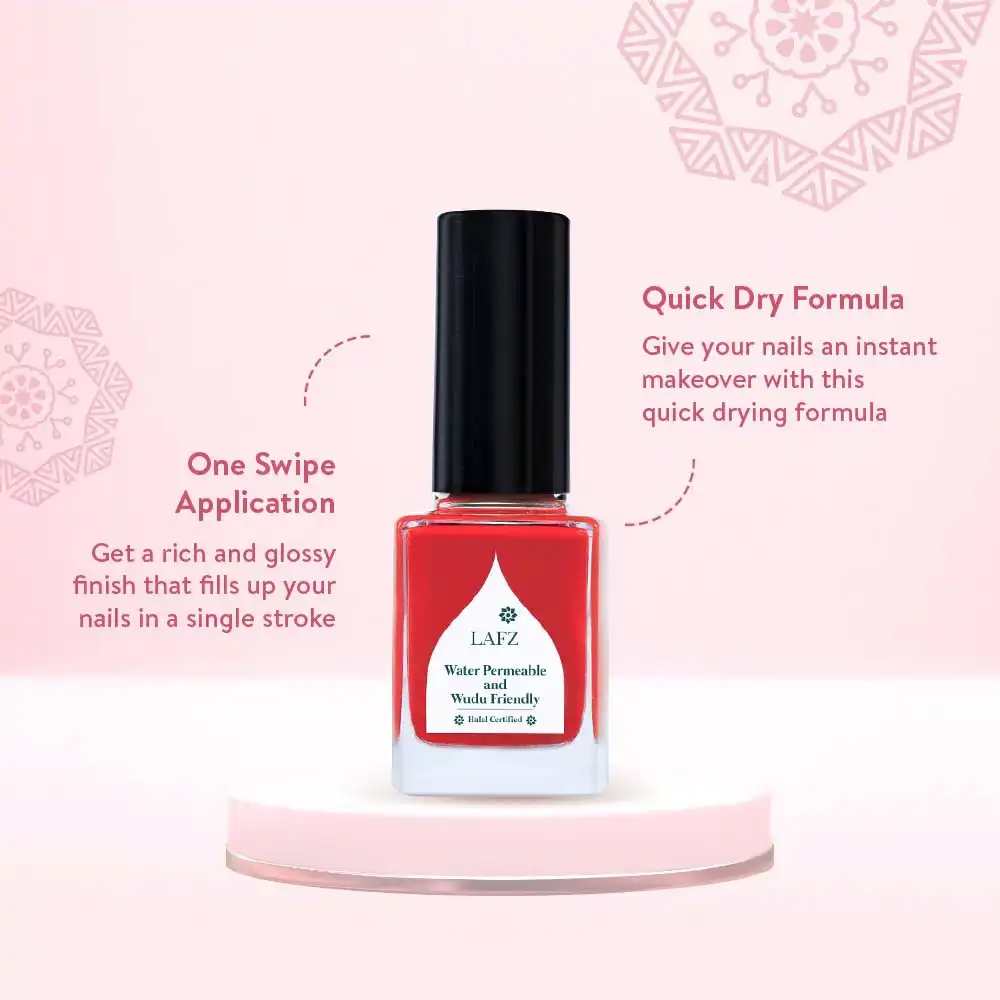 Quick Dry Formula
Give your nails an instant
makeover with this
quick drying formula
One Swipe
Application
Get a rich and glossy
finish that fills up your
nails in a single stroke
LAFZ
Water Permeable
and
Wudu Friendly
Halal Certified